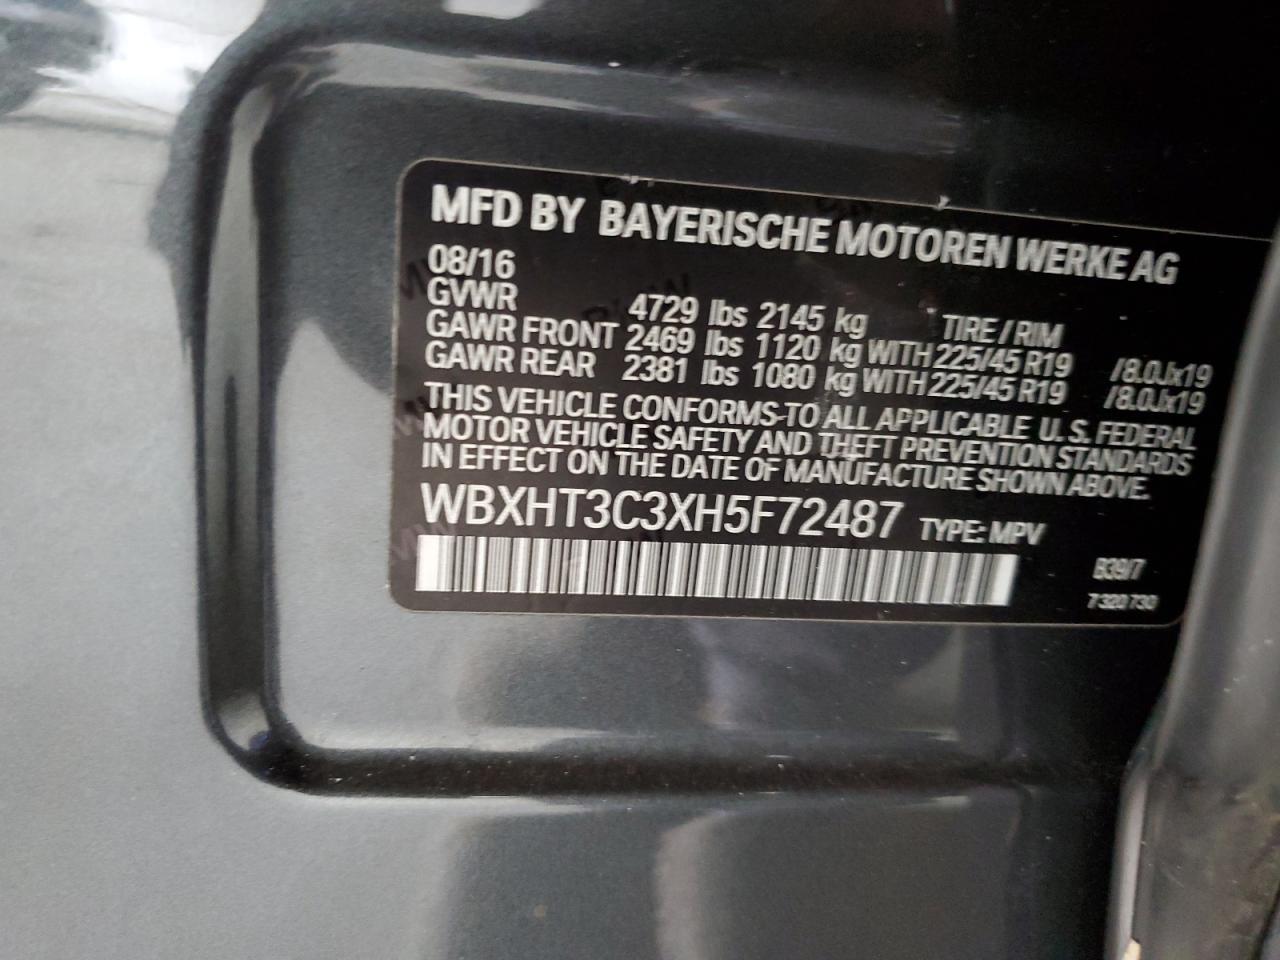 MFD BY BAYERISCHE MOTOREN WERKE AG
08/16
GVWR 4729 lbs 2145 kg TIRE / RIM
GAWR FRONT 2469 lbs 1120 kg WITH 225/45 R19 / 8.0Jx19
GAWR REAR 2381 lbs 1080 kg WITH 225/45 R19 / 8.0Jx19
THIS VEHICLE CONFORMS TO ALL APPLICABLE U.S. FEDERAL
MOTOR VEHICLE SAFETY AND THEFT PREVENTION STANDARDS
IN EFFECT ON THE DATE OF MANUFACTURE SHOWN ABOVE.
WBXHT3C3XH5F72487 TYPE: MPV
B39/7
7 320 730